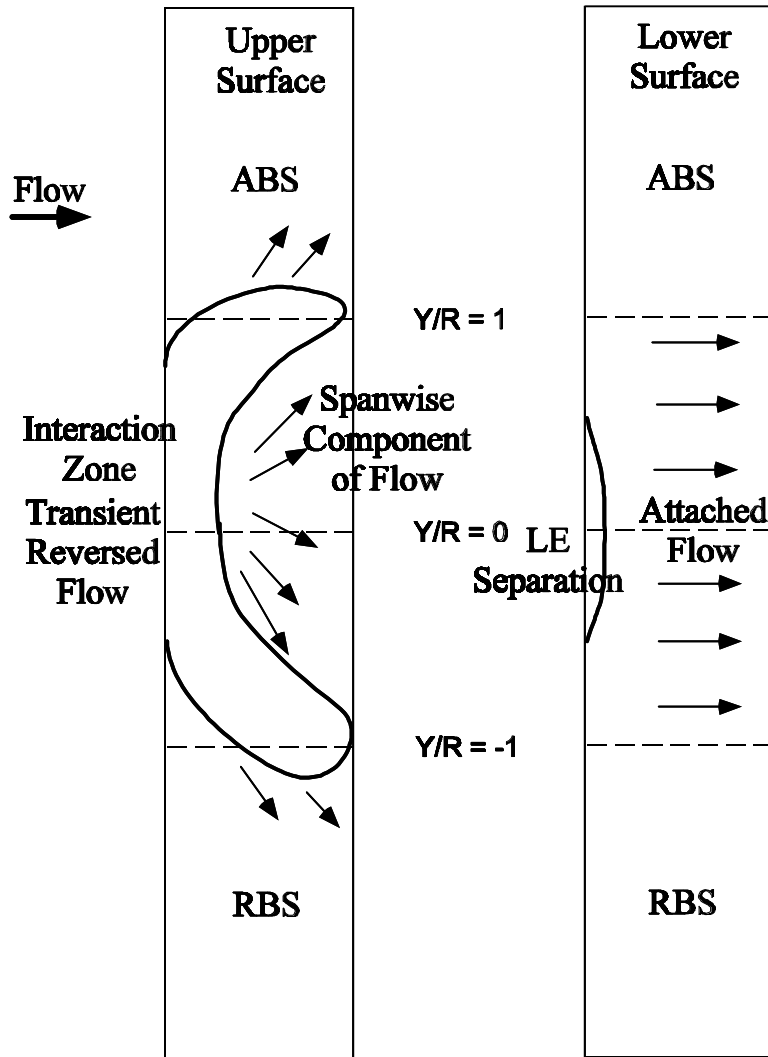 Upper
Surface
Lower
Surface
ABS
ABS
Flow
Y/R = 1
Interaction
Zone
Transient
Reversed
Flow
Spanwise
Component
of Flow
Y/R = 0
LE
Separation
Attached
Flow
Y/R = -1
RBS
RBS